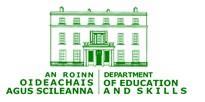 AN ROINN
OIDEACHAIS
AGUS SCILEANNA
DEPARTMENT
OF EDUCATION
AND SKILLS